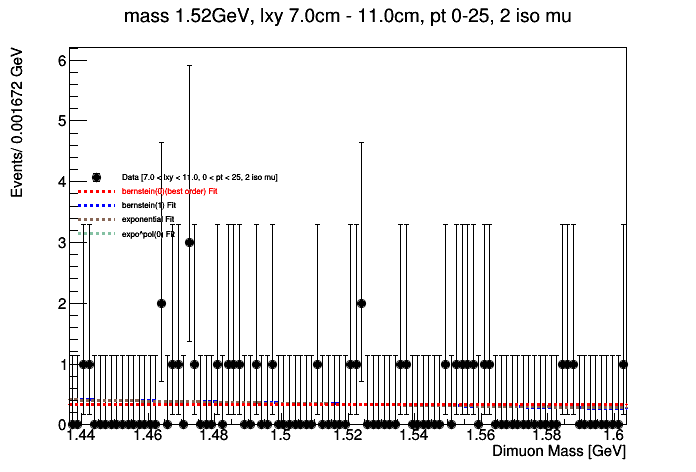 mass 1.52GeV, lxy 7.0cm - 11.0cm, pt 0-25, 2 iso mu
Events/ 0.001672 GeV
6
5
4
3
2
1
0
Data [7.0 < lxy < 11.0, 0 < pt < 25, 2 iso mu]
bernstein(0)(best order) Fit
bernstein(1) Fit
exponential Fit
expo*pol(0) Fit
1.44 1.46 1.48 1.5 1.52 1.54 1.56 1.58 1.6
Dimuon Mass [GeV]